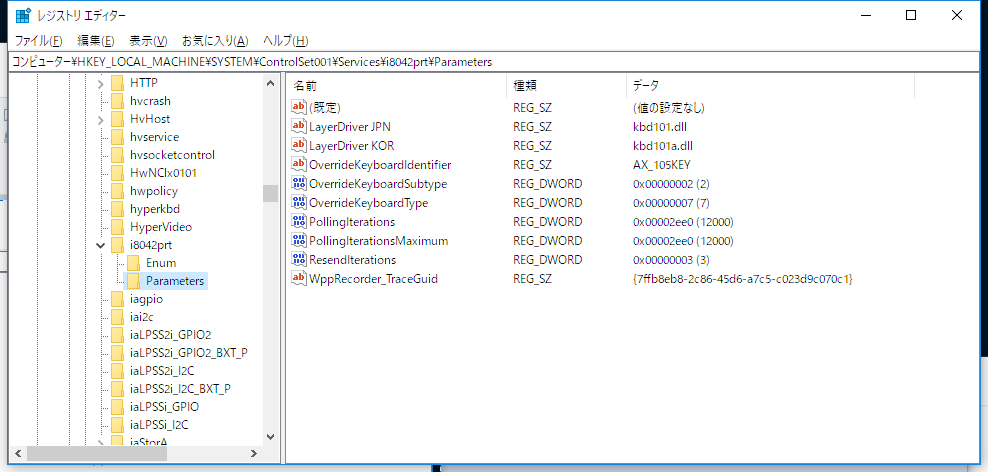 レジストリ エディター
ファイル(F) 編集(E) 表示(V) お気に入り(A) ヘルプ(H)
コンピューター¥HKEY_LOCAL_MACHINE¥SYSTEM¥ControlSet001¥Services¥i8042prt¥Parameters
HTTP
hvcrash
HvHost
hvservice
hvsocketcontrol
HwNClx0101
hwpolicy
hyperkbd
HyperVideo
i8042prt
Enum
Parameters
iagpio
iai2c
iaLPSS2i_GPIO2
iaLPSS2i_GPIO2_BXT_P
iaLPSS2i_I2C
iaLPSS2i_I2C_BXT_P
iaLPSSi_GPIO
iaLPSSi_I2C
iaStorA
名前 種類 データ
(既定) REG_SZ (値の設定なし)
LayerDriver JPN REG_SZ kbd101.dll
LayerDriver KOR REG_SZ kbd101a.dll
OverrideKeyboardIdentifier REG_SZ AX_105KEY
OverrideKeyboardSubtype REG_DWORD 0x00000002 (2)
OverrideKeyboardType REG_DWORD 0x00000007 (7)
PollingIterations REG_DWORD 0x00002ee0 (12000)
PollingIterationsMaximum REG_DWORD 0x00002ee0 (12000)
ResendIterations REG_DWORD 0x00000003 (3)
WppRecorder_TraceGuid REG_SZ {7ffb8eb8-2c86-45d6-a7c5-c023d9c070c1}